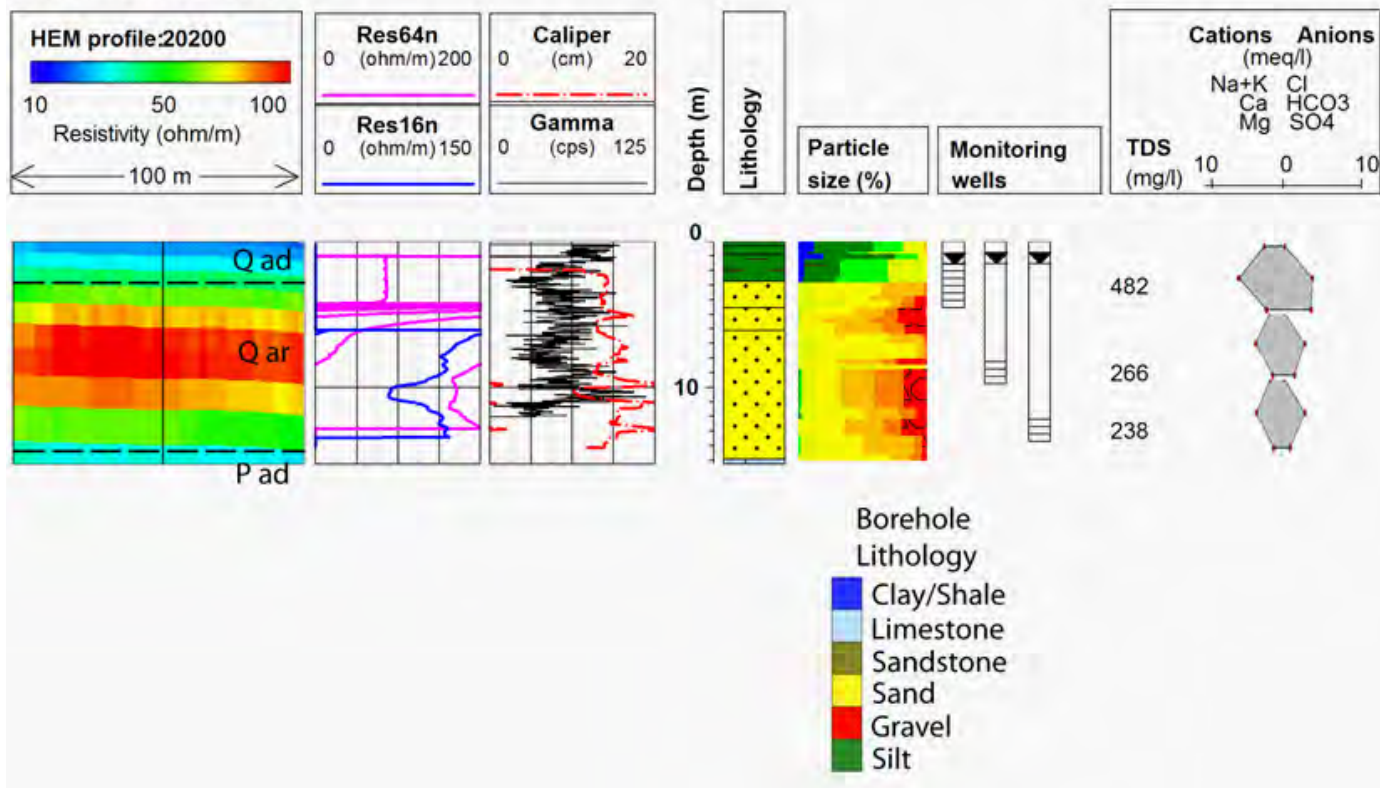 HEM profile:20200
10 50 100
Resistivity (ohm/m)
100 m
Res64n
0 (ohm/m) 200
Res16n
0 (ohm/m) 150
Caliper
0 (cm) 20
Gamma
0 (cps) 125
Depth (m)
Lithology
Particle
size (%)
Monitoring
wells
Cations Anions
(meq/l)
Na+K Cl
Ca HCO3
Mg SO4
TDS
(mg/l)
10 0 10
0
10
Q ad
Q ar
P ad
482
266
238
Borehole
Lithology
Clay/Shale
Limestone
Sandstone
Sand
Gravel
Silt